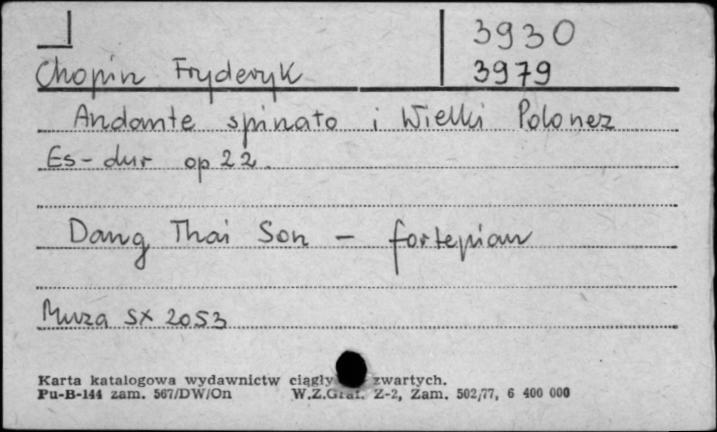 3930
Chopin Fryderyk 3979
Andante spinato i Wielki Polonez
Es-dur op 22.
Dang Thai Son - fortepian
Muza SX 2053
Karta katalogowa wydawnictw ciągły zwartych.
Pu-B-144 zam. 567/DW/On W.Z.Graf. Z-2, Zam. 502/77, 6 400 000